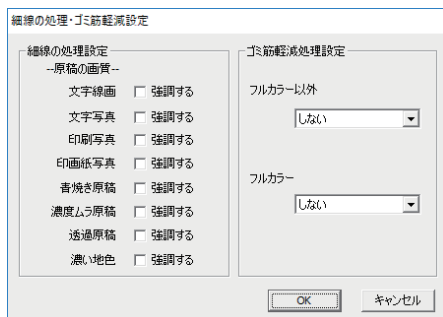 細線の処理・ゴミ筋軽減設定
細線の処理設定
--原稿の画質--
文字線画 強調する
文字写真 強調する
印刷写真 強調する
印画紙写真 強調する
青焼き原稿 強調する
濃度ムラ原稿 強調する
透過原稿 強調する
濃い地色 強調する
ゴミ筋軽減処理設定
フルカラー以外
しない
フルカラー
しない
OK キャンセル